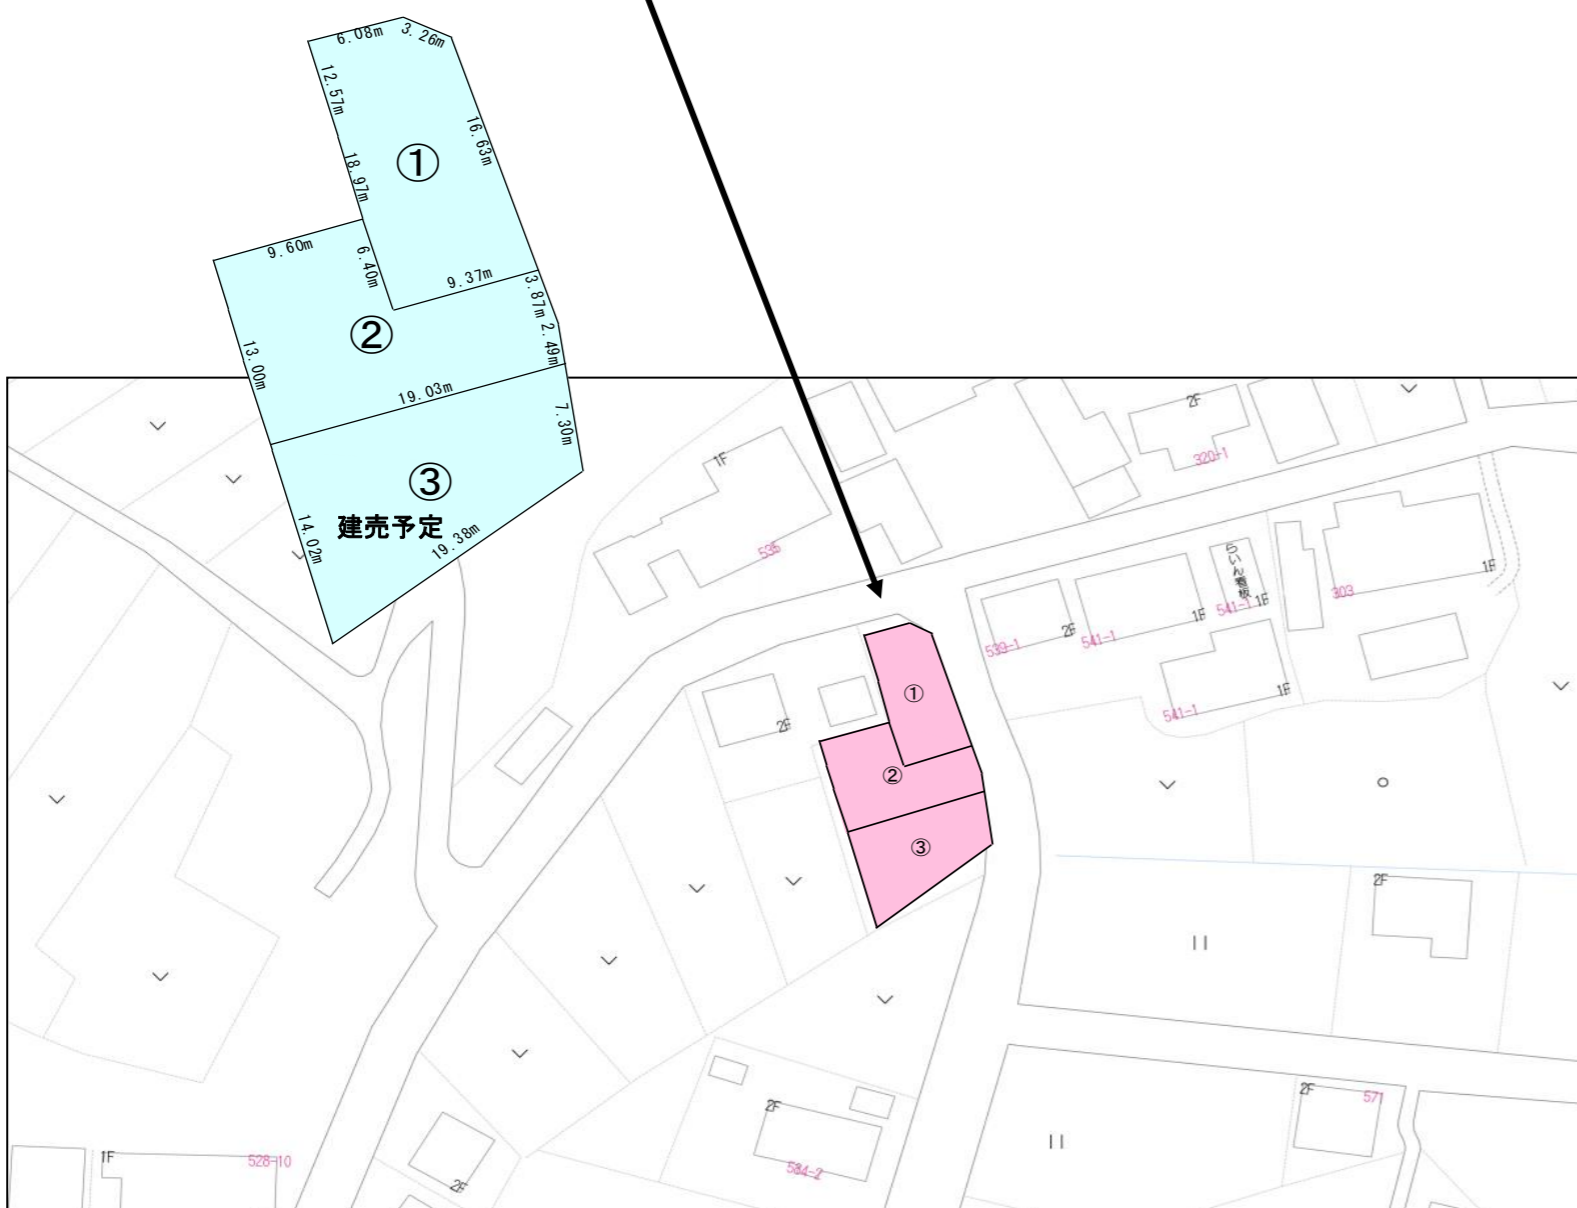 6.08m
3.26m
12.57m
16.63m
①
18.97m
9.60m
6.40m
9.37m
3.87m
②
2.49m
13.00m
19.03m
7.30m
③
建売予定
14.02m
19.38m
2F
320-1
1F
535
らいん看板
1F
303
1F
541-1
2F
1F
541-1
539-1
①
1F
541-1
2F
②
③
2F
2F
571
2F
584-2
1F
528-10
2F